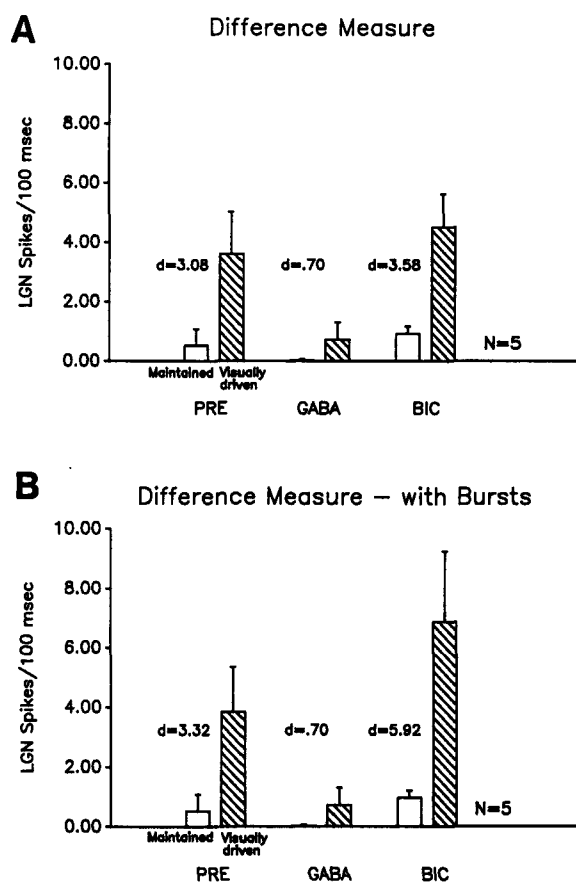 A
Difference Measure
10.00
8.00
6.00
4.00
2.00
0.00
LGN Spikes/100 msec
d=3.08
d=.70
d=3.58
N=5
Maintained
Visually
driven
PRE
GABA
BIC
B
Difference Measure – with Bursts
10.00
8.00
6.00
4.00
2.00
0.00
LGN Spikes/100 msec
d=3.32
d=.70
d=5.92
N=5
Maintained
Visually
driven
PRE
GABA
BIC